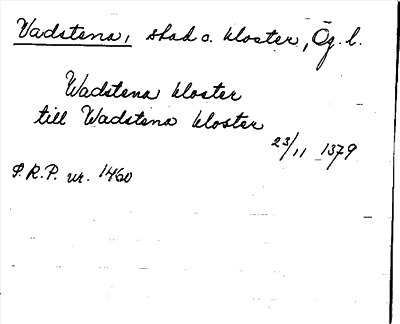 Vadstena, stad o. kloster, Ög. l.
Wadstena kloster
till Wadstena kloster
23/11 1379
S.R.P. nr. 1460